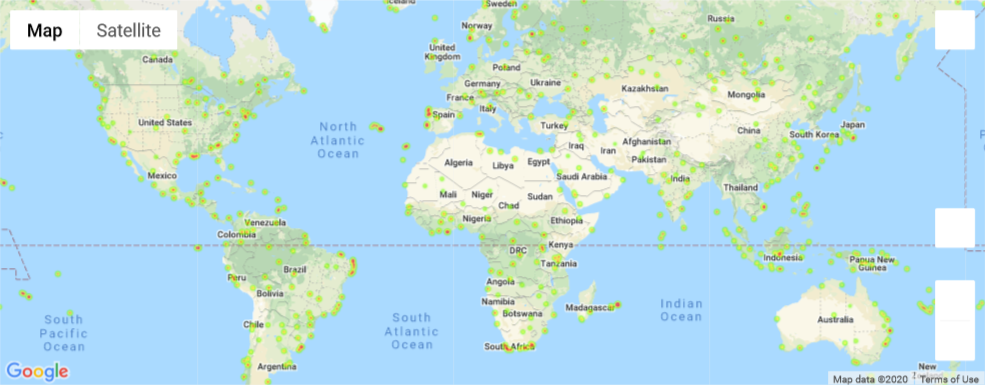 Map
Satellite
celand
Sweden
Russia
Norway
Canada
United
Kingdom
Poland
Germany
Ukraine
Kazakhstan
Mongolia
France
Italy
Spain
United States
North
Atlantic
Ocean
Turkey
China
South Korea
Japan
Iraq
Iran
Afghanistan
Pakistan
Algeria
Libya
Egypt
Saudi Arabia
India
Mexico
Mali
Niger
Chad
Sudan
Thailand
Nigeria
Ethiopia
Venezuela
Colombia
DRC
Kenya
Tanzania
Indonesia
Papua New
Guinea
Brazil
Peru
Angola
Bolivia
Namibia
Botswana
Madagascar
Indian
Ocean
South
Pacific
Ocean
Chile
South
Atlantic
Ocean
Australia
South Africa
Argentina
New
Google
Map data ©2020
Terms of Use